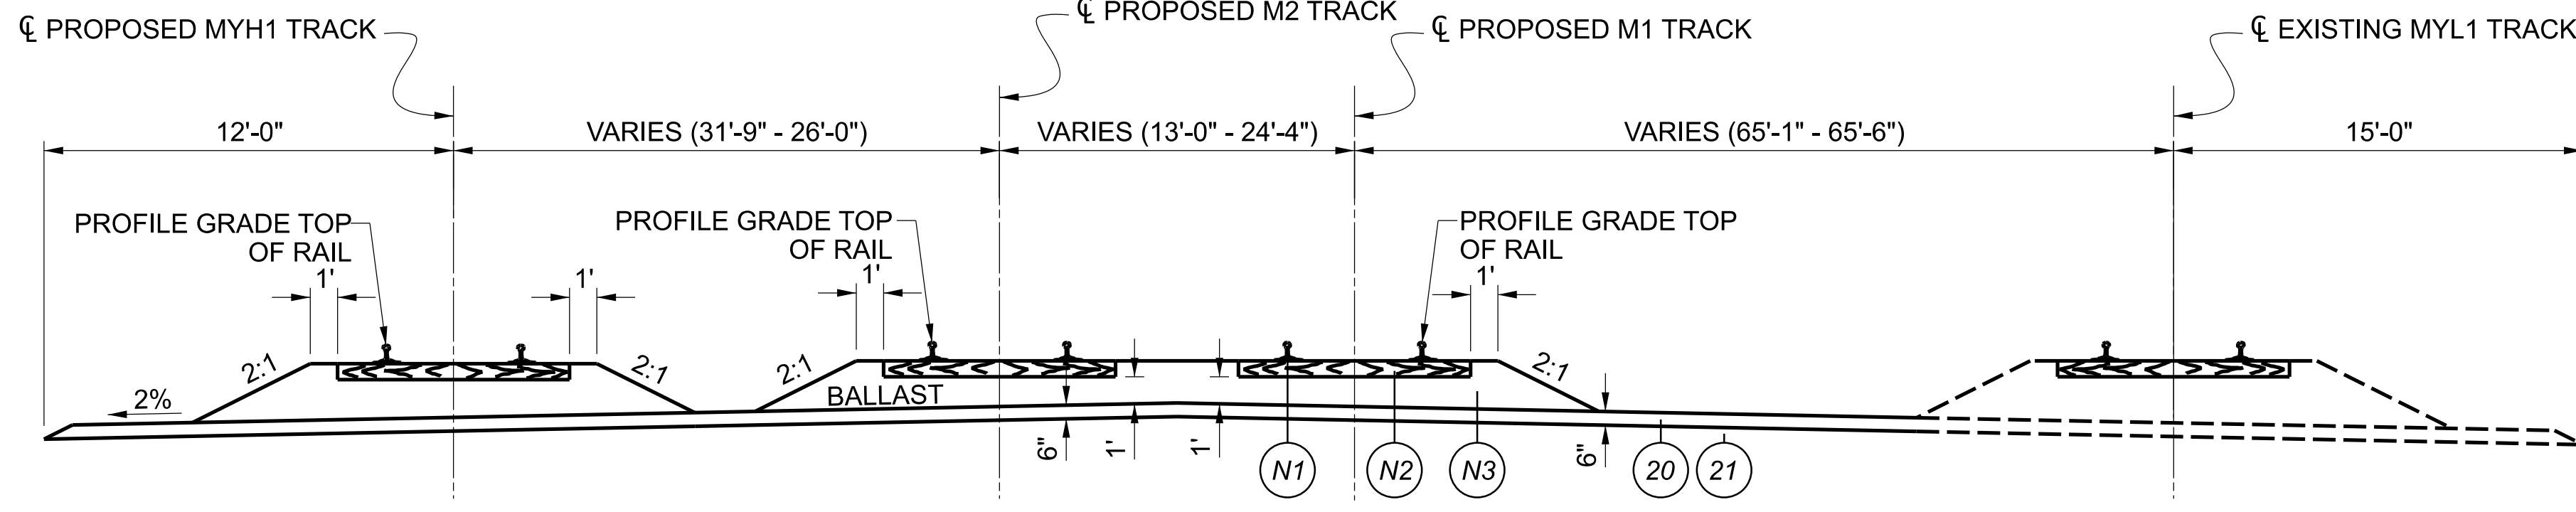 ℄ PROPOSED MYH1 TRACK
℄ PROPOSED M2 TRACK
℄ PROPOSED M1 TRACK
℄ EXISTING MYL1 TRACK
12'-0"
VARIES (31'-9" - 26'-0")
VARIES (13'-0" - 24'-4")
VARIES (65'-1" - 65'-6")
15'-0"
PROFILE GRADE TOP
OF RAIL
PROFILE GRADE TOP
OF RAIL
PROFILE GRADE TOP
OF RAIL
1'
1'
1'
1'
2:1
2:1
2:1
2:1
2%
BALLAST
6"
1'
1'
N1
N2
N3
6"
20
21